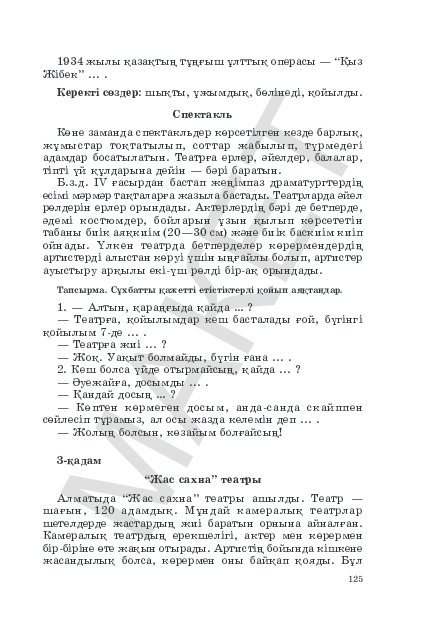 1934 жылы қазақтың тұңғыш ұлттық операсы — “Қыз
Жібек” ... .
Керекті сөздер: шықты, ұжымдық, бөлінеді, қойылды.
Спектакль
Көне заманда спектакльдер көрсетілген кезде барлық,
жұмыстар тоқтатылып, соттар жабылып, түрмедегі
адамдар босатылатын. Театрға ерлер, әйелдер, балалар,
тіпті үй құлдарына дейін — бәрі баратын.
Б.з.д. IV ғасырдан бастап жеңімпаз драматургтердің
есімі мәрмәр тақталарға жазыла бастады. Театрларда әйел
рөлдерін ерлер орындады. Актерлердің бәрі де бетперде,
әдемі костюмдер, бойларын ұзын қылып көрсететін
табаны биік аяқкиім (20—30 см) және биік баскиім киіп
ойнады. Үлкен театрда бетперделер көрермендердің
артистерді алыстан көруі үшін ыңғайлы болып, артистер
ауыстыру арқылы екі-үш рөлді бір-ақ орындады.
Тапсырма. Сұхбатты қажетті етістіктерді қойып аяқтаңдар.
1. — Алтын, қараңғыда қайда ... ?
— Театрға, қойылымдар кеш басталады ғой, бүгінгі
қойылым 7-де ... .
— Театрға жиі ... ?
— Жоқ. Уақыт болмайды, бүгін ғана ... .
2. Кеш болса үйде отырмайсың, қайда ... ?
— Әуежайға, досымды ... .
— Қандай досың ... ?
— Көптен көрмеген досым, анда-санда скайппен
сөйлесіп тұрамыз, ал осы жазда келемін деп ... .
— Жолың болсын, көзайым болғайсың!
3-қадам
“Жас сахна” театры
Алматыда “Жас сахна” театры ашылды. Театр —
шағын, 120 адамдық. Мұндай камералық театрлар
шетелдерде жастардың жиі баратын орнына айналған.
Камералық театрдың ерекшелігі, актер мен көрермен
бір-біріне өте жақын отырады. Артистің бойында кішкене
жасандылық болса, көрермен оны байқап қояды. Бұл
125
МАКЕТ